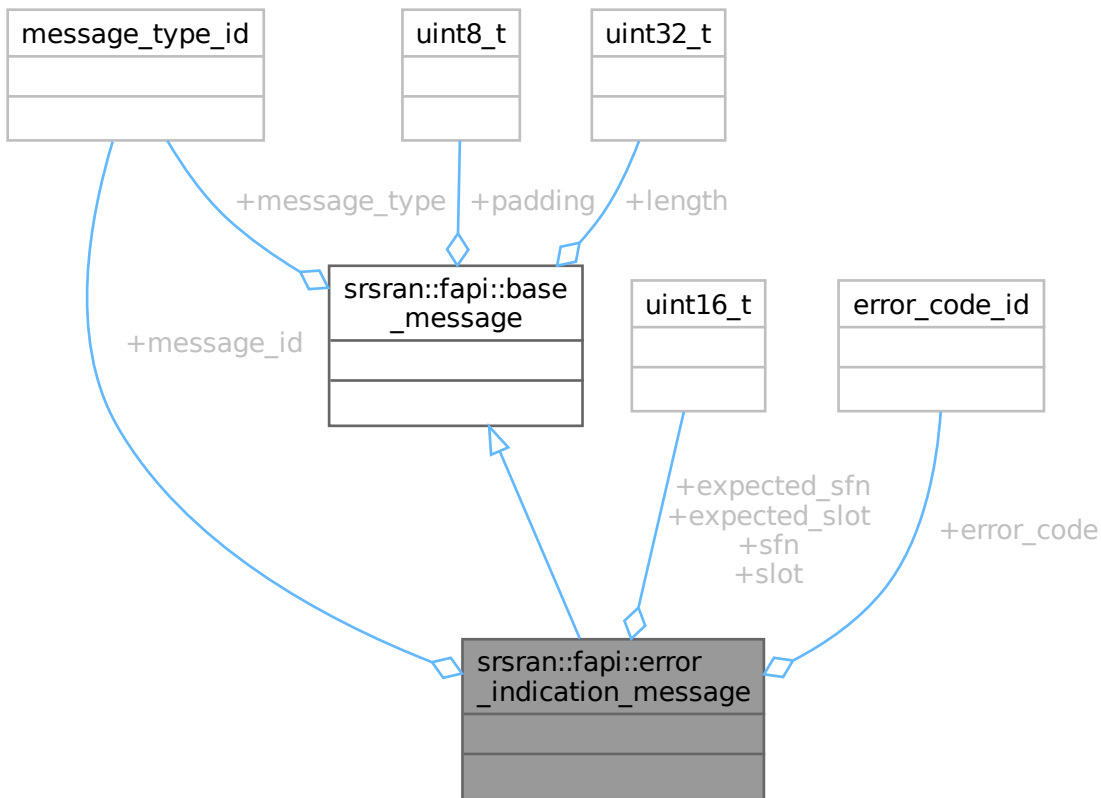 message_type_id
uint8_t
uint32_t
+message_type
+padding
+length
srsran::fapi::base
_message
uint16_t
error_code_id
+message_id
+expected_sfn
+expected_slot
+sfn
+slot
+error_code
srsran::fapi::error
_indication_message